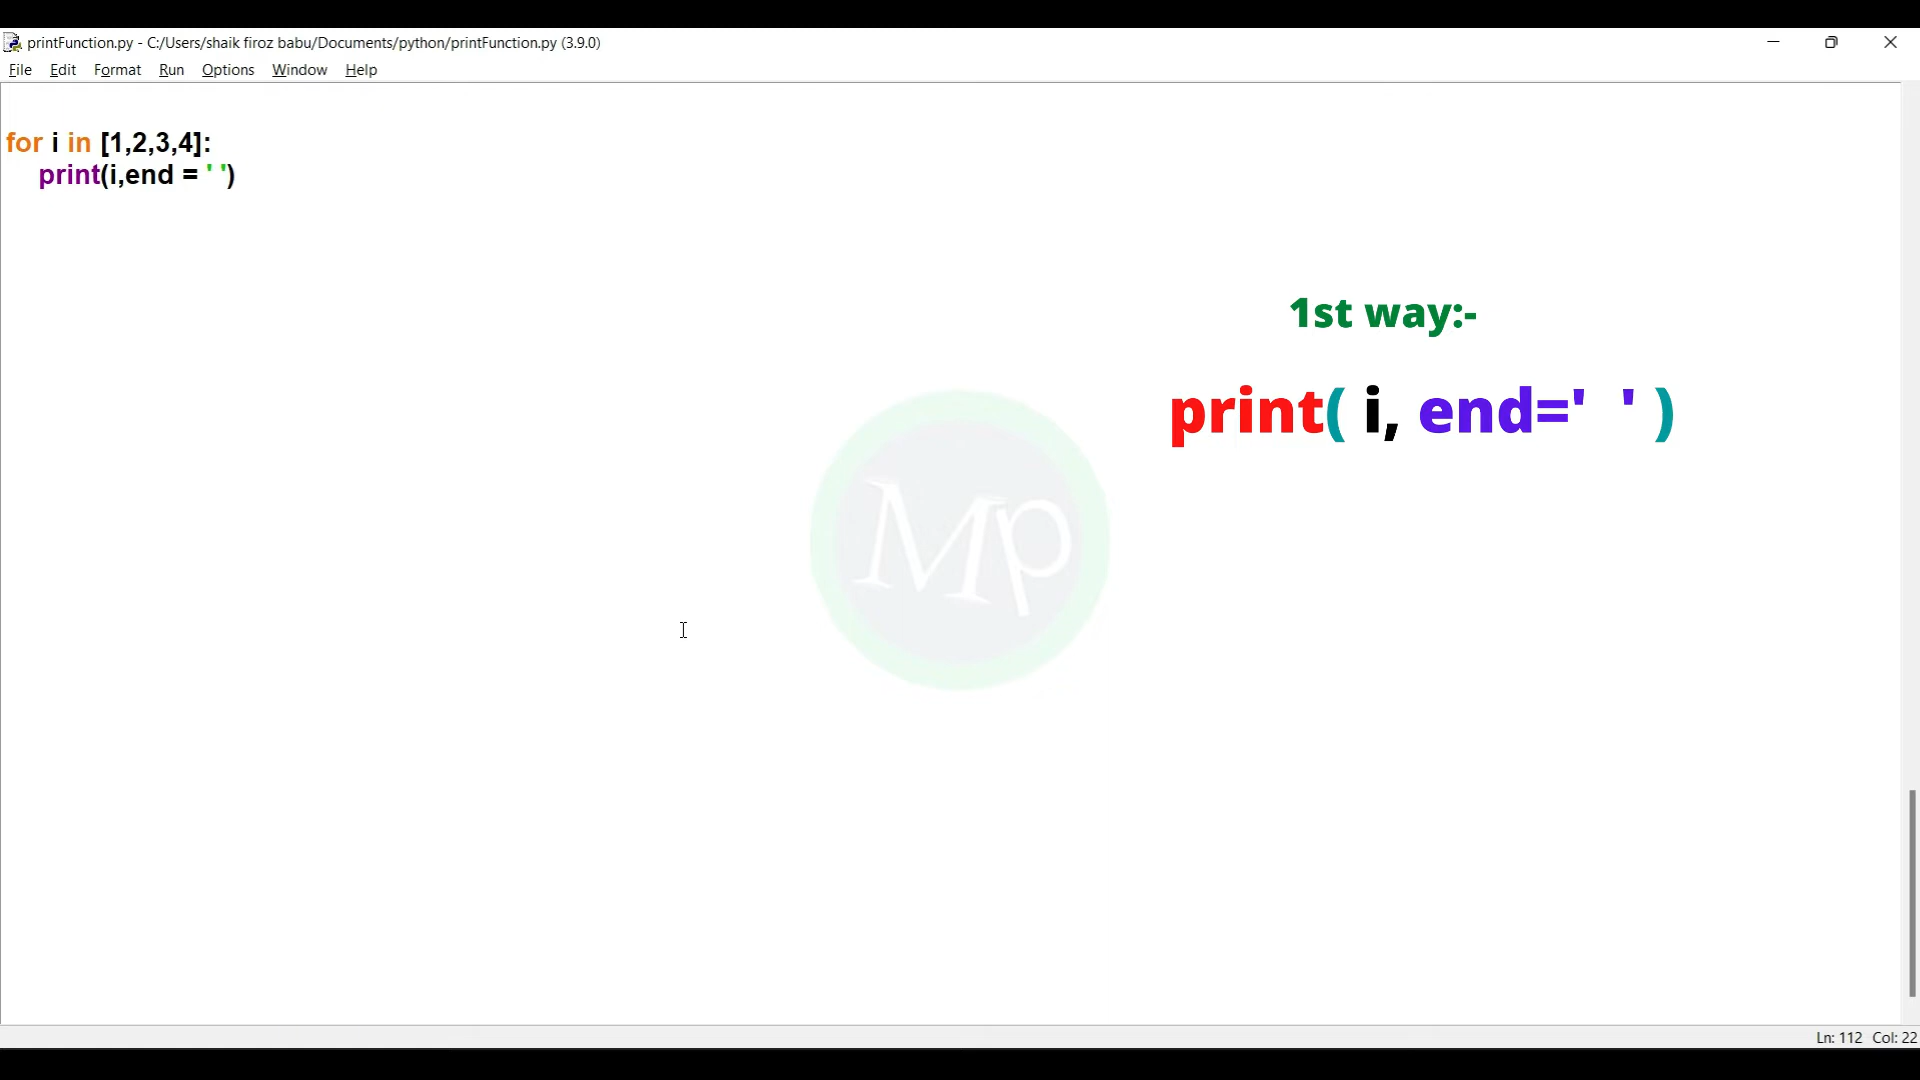 printFunction.py - C:/Users/shaik firoz babu/Documents/python/printFunction.py (3.9.0)
File Edit Format Run Options Window Help
for i in [1,2,3,4]:
    print(i,end = ' ')
1st way:-
print( i, end='  ' )
Mp
Ln: 112 Col: 22